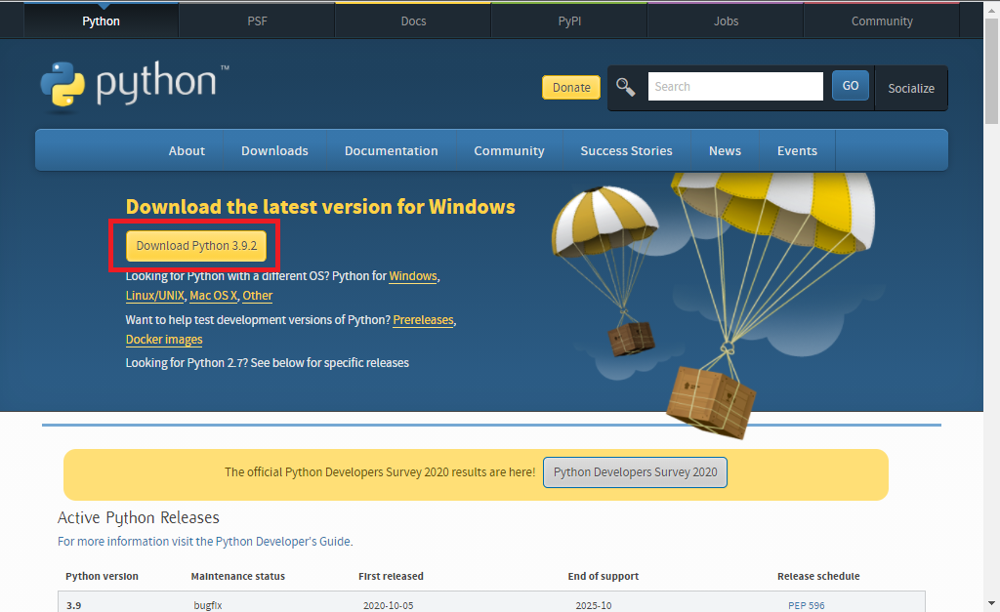 Python PSF Docs PyPI Jobs Community
python™
Donate Search GO Socialize
About Downloads Documentation Community Success Stories News Events
Download the latest version for Windows
Download Python 3.9.2
Looking for Python with a different OS? Python for Windows,
Linux/UNIX, Mac OS X, Other
Want to help test development versions of Python? Prereleases,
Docker images
Looking for Python 2.7? See below for specific releases
The official Python Developers Survey 2020 results are here! Python Developers Survey 2020
Active Python Releases
For more information visit the Python Developer's Guide.
Python version Maintenance status First released End of support Release schedule
3.9 bugfix 2020-10-05 2025-10 PEP 596